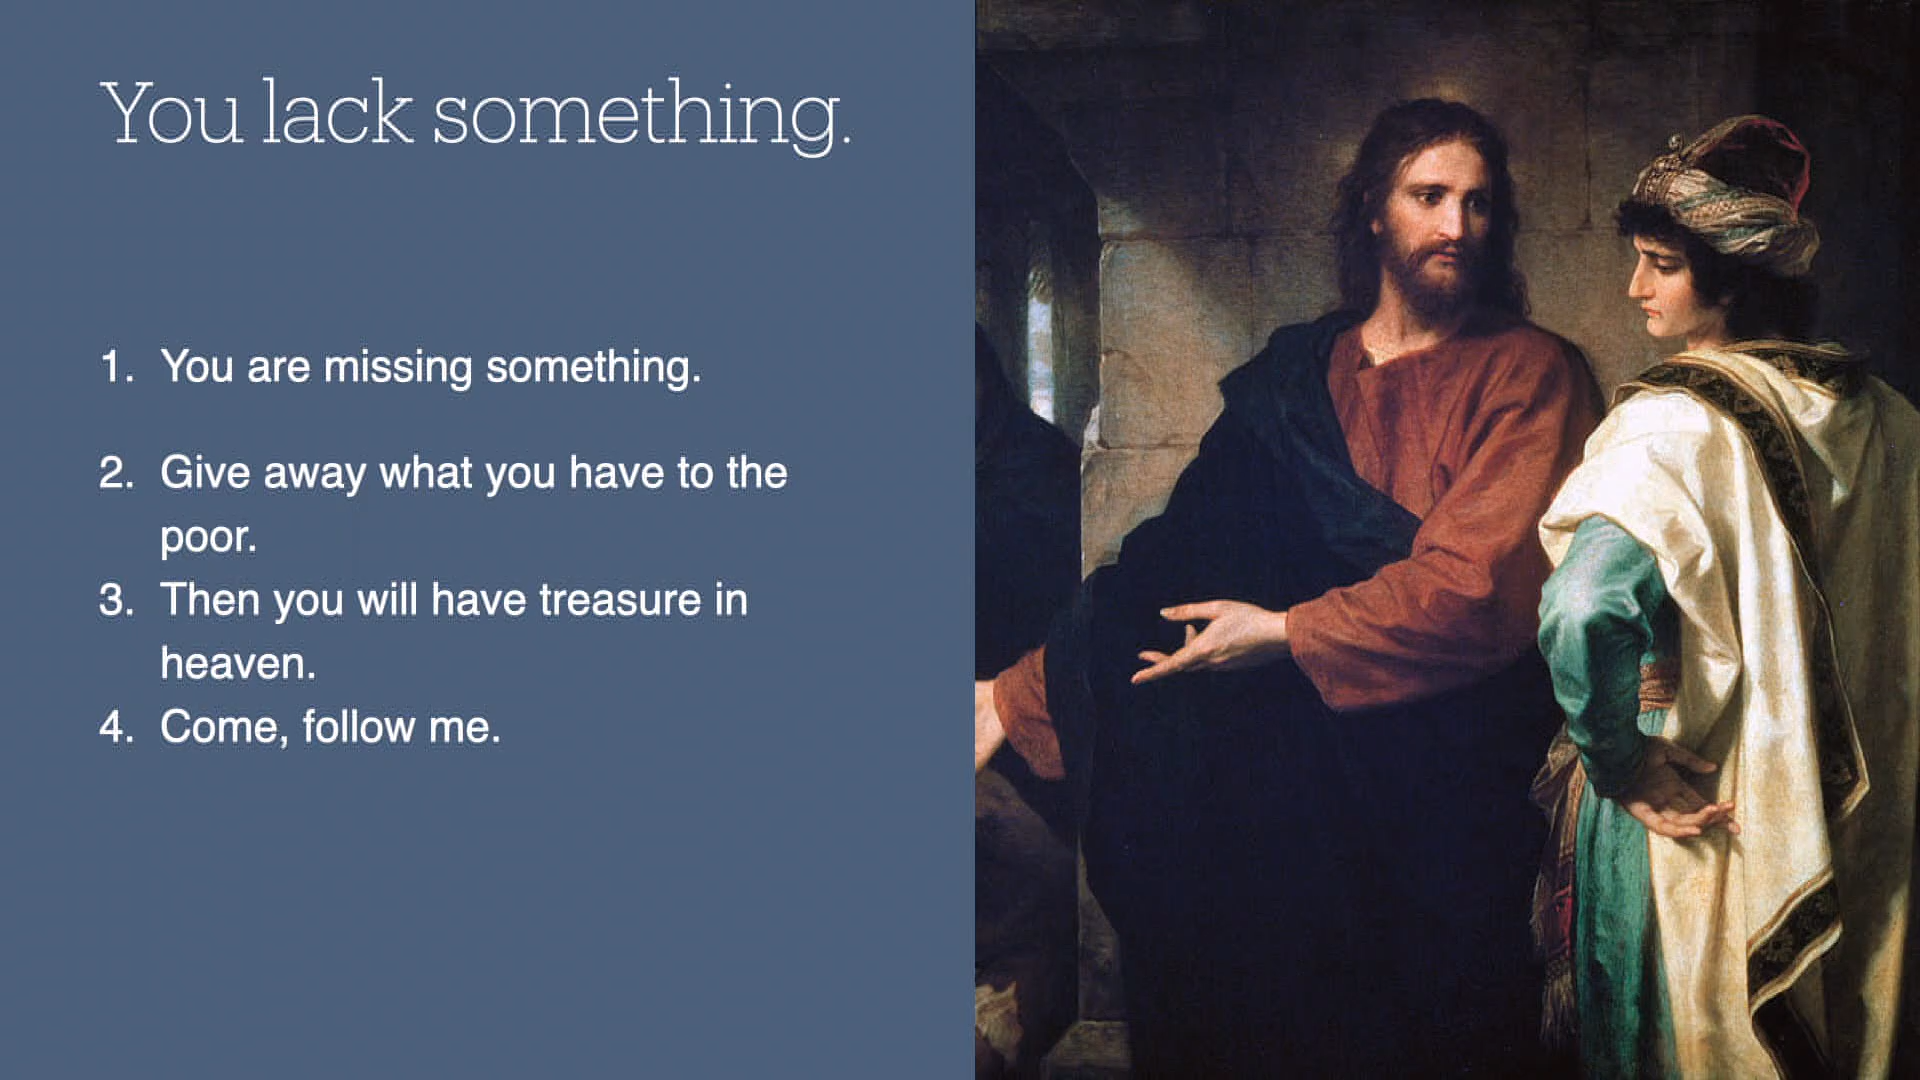 You lack something.
1. You are missing something.
2. Give away what you have to the
poor.
3. Then you will have treasure in
heaven.
4. Come, follow me.